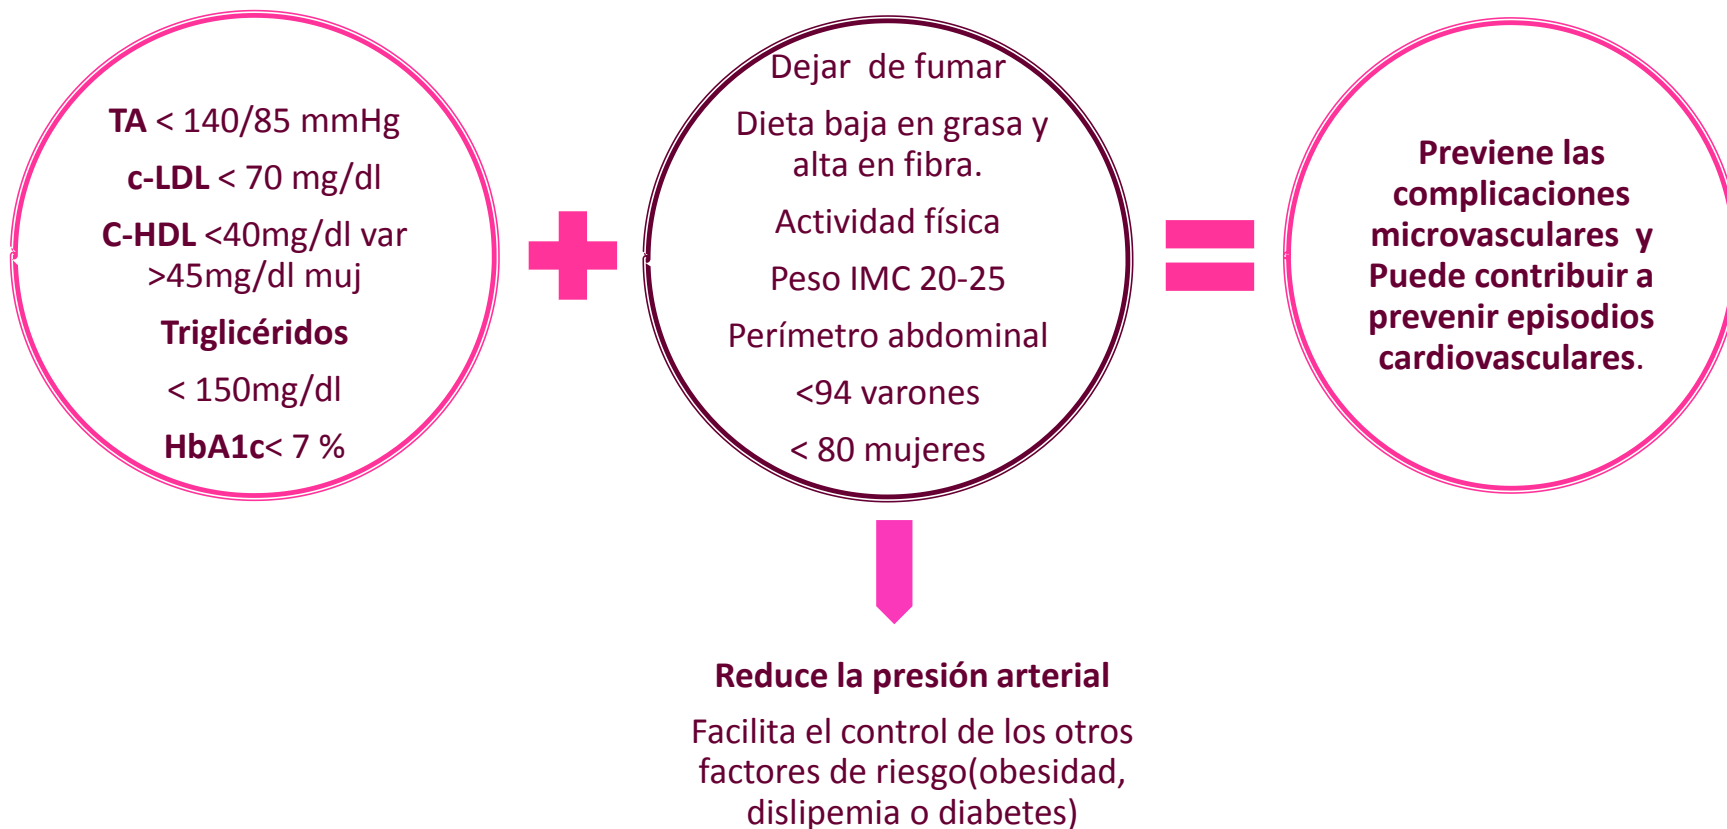 TA < 140/85 mmHg
c-LDL < 70 mg/dl
C-HDL <40mg/dl var
>45mg/dl muj
Triglicéridos
< 150mg/dl
HbA1c< 7 %
Dejar de fumar
Dieta baja en grasa y
alta en fibra.
Actividad física
Peso IMC 20-25
Perímetro abdominal
<94 varones
< 80 mujeres
Previene las
complicaciones
microvasculares y
Puede contribuir a
prevenir episodios
cardiovasculares.
Reduce la presión arterial
Facilita el control de los otros
factores de riesgo(obesidad,
dislipemia o diabetes)